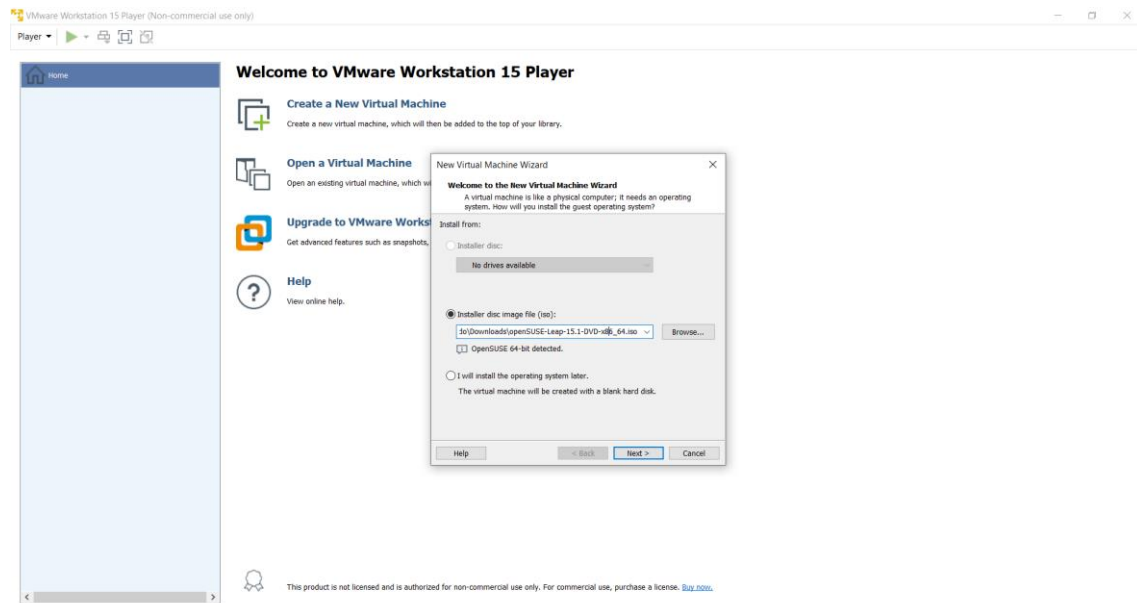 VMware Workstation 15 Player (Non-commercial use only)
Player
Home
Welcome to VMware Workstation 15 Player
Create a New Virtual Machine
Create a new virtual machine, which will then be added to the top of your library.
Open a Virtual Machine
Open an existing virtual machine, which wi
Upgrade to VMware Works
Get advanced features such as snapshots,
Help
View online help.
New Virtual Machine Wizard
Welcome to the New Virtual Machine Wizard
A virtual machine is like a physical computer; it needs an operating
system. How will you install the guest operating system?
Install from:
Installer disc:
No drives available
Installer disc image file (iso):
do\Downloads\openSUSE-Leap-15.1-DVD-x86_64.iso
Browse...
OpenSUSE 64-bit detected.
I will install the operating system later.
The virtual machine will be created with a blank hard disk.
Help
< Back
Next >
Cancel
This product is not licensed and is authorized for non-commercial use only. For commercial use, purchase a license. Buy now.